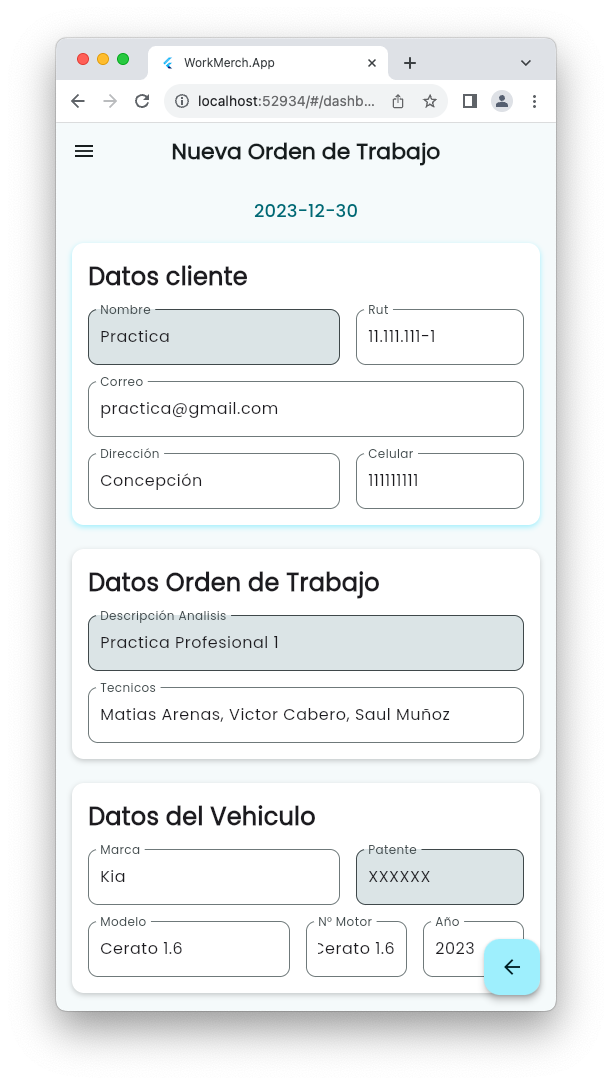 WorkMerch.App
localhost:52934/#/dashb...
Nueva Orden de Trabajo
2023-12-30
Datos cliente
Nombre Rut
Practica 11.111.111-1
Correo
practica@gmail.com
Dirección Celular
Concepción 111111111
Datos Orden de Trabajo
Descripción Analisis
Practica Profesional 1
Tecnicos
Matias Arenas, Victor Cabero, Saul Muñoz
Datos del Vehiculo
Marca Patente
Kia XXXXXX
Modelo Nº Motor Año
Cerato 1.6 Cerato 1.6 2023